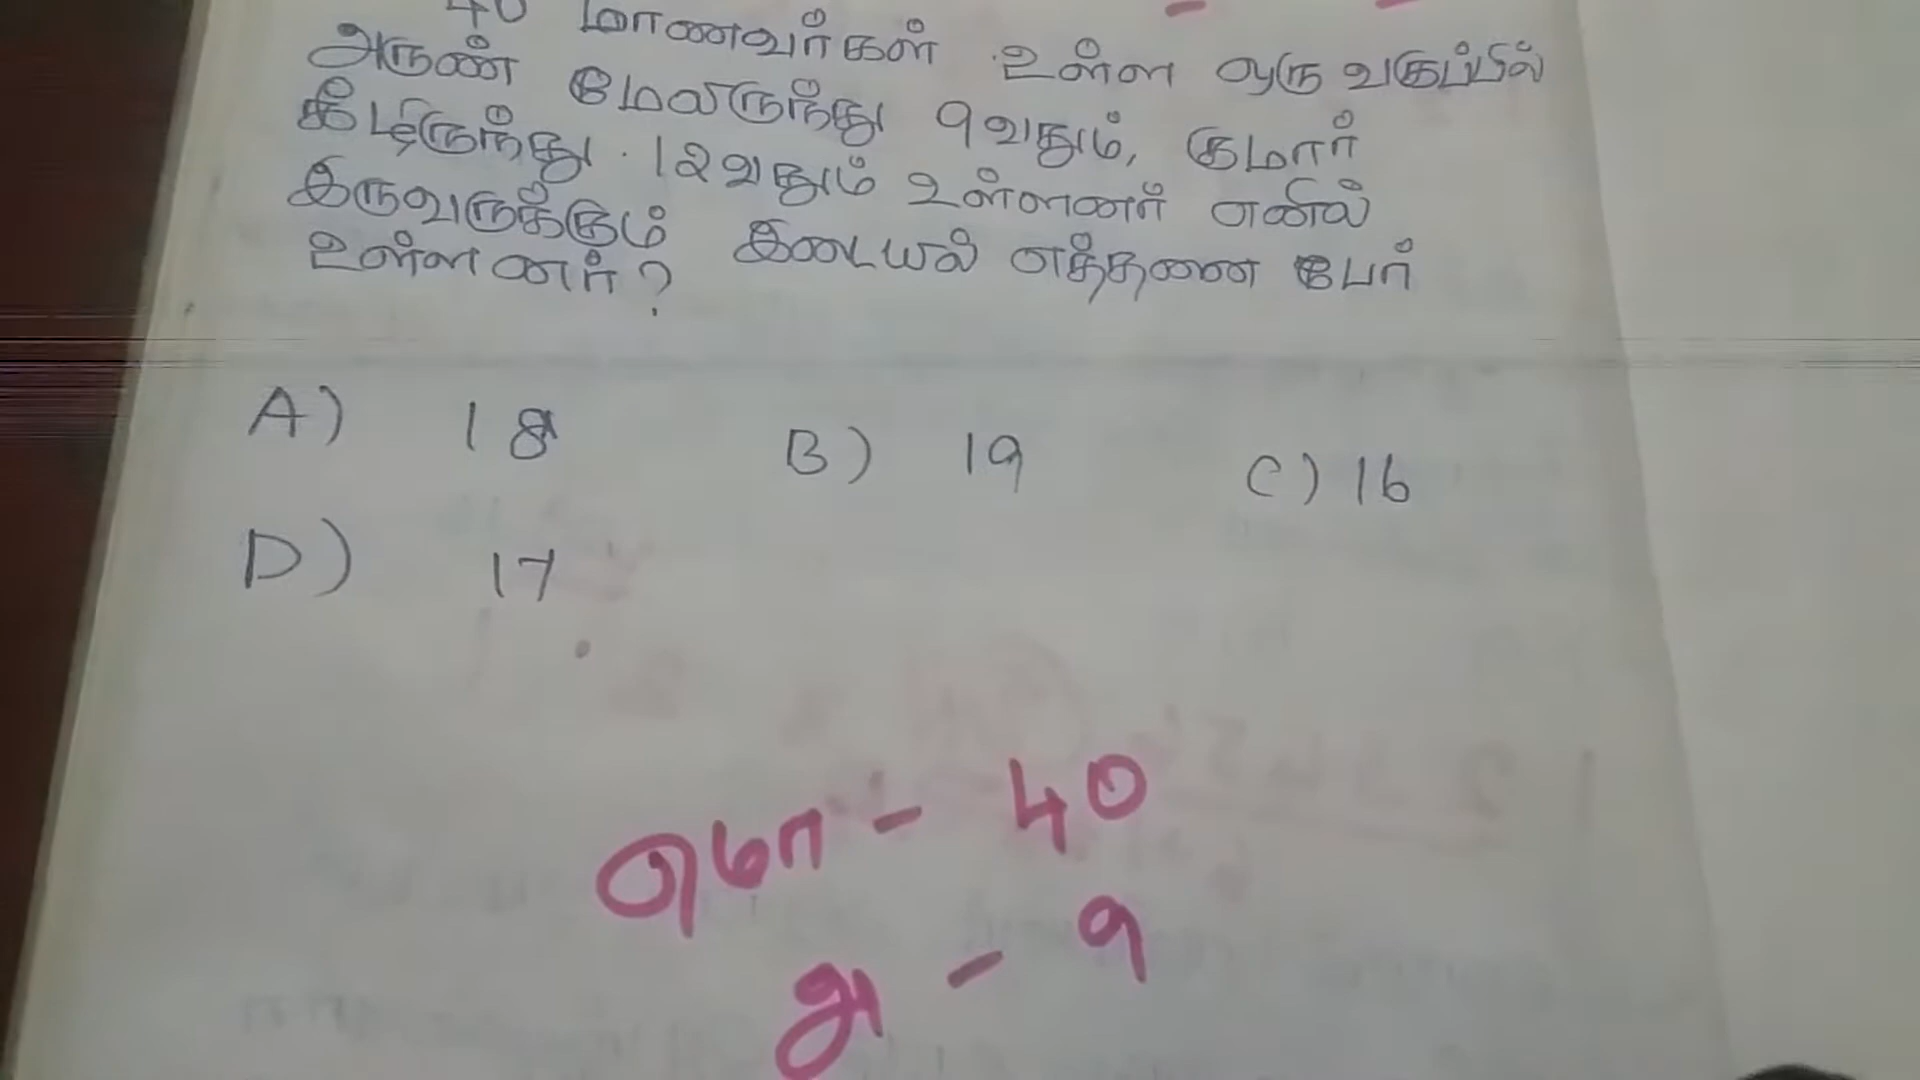 40 மாணவர்கள் உள்ள ஒரு வகுப்பில்
அருண் மேலிருந்து 9வதும், குமார்
கீழிருந்து 12வதும் உள்ளனர் எனில்
இருவருக்கும் இடையில் எத்தனை பேர்
உள்ளனர்?
A) 18 B) 19 C) 16
D) 17
மொ - 40
அ - 9